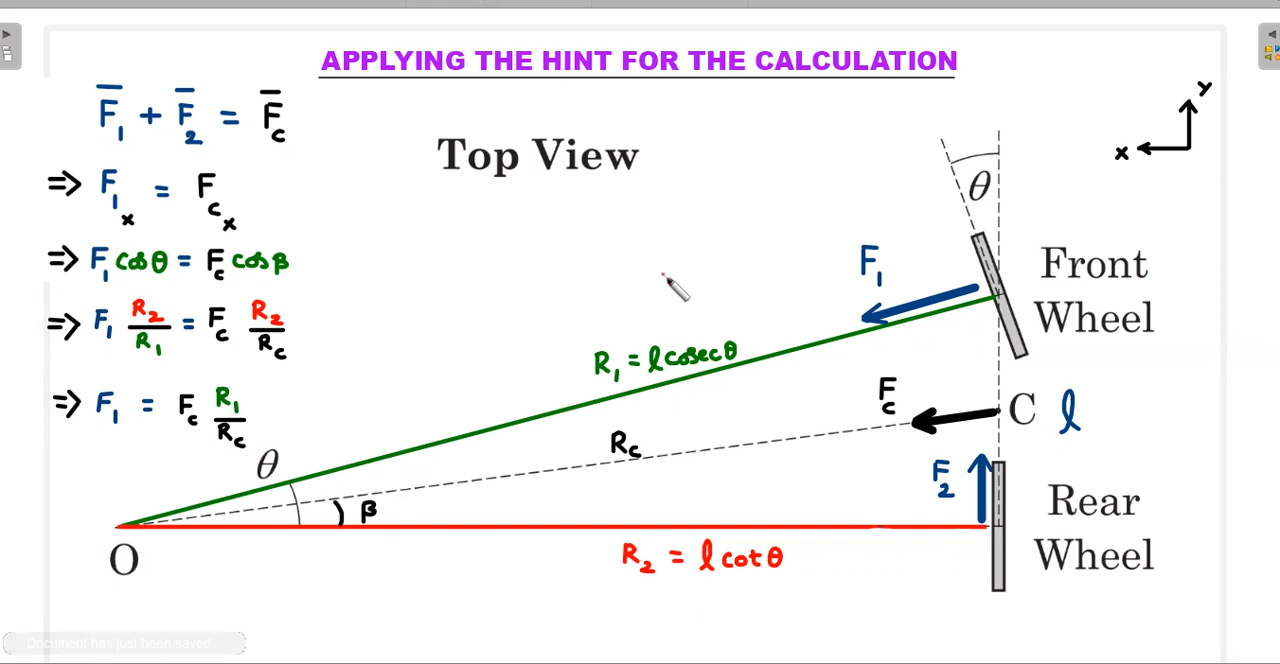 APPLYING THE HINT FOR THE CALCULATION
F̅₁ + F̅₂ = F̅c
Top View
Y
X
⇒ F₁ₓ = F_cₓ
θ
⇒ F₁ cosθ = Fc cosβ
F₁
Front
Wheel
⇒ F₁ R₂/R₁ = Fc R₂/Rc
R₁ = l cosecθ
⇒ F₁ = Fc R₁/Rc
Fc
C l
Rc
θ
F₂
β
Rear
Wheel
O
R₂ = l cotθ
Document has just been saved...